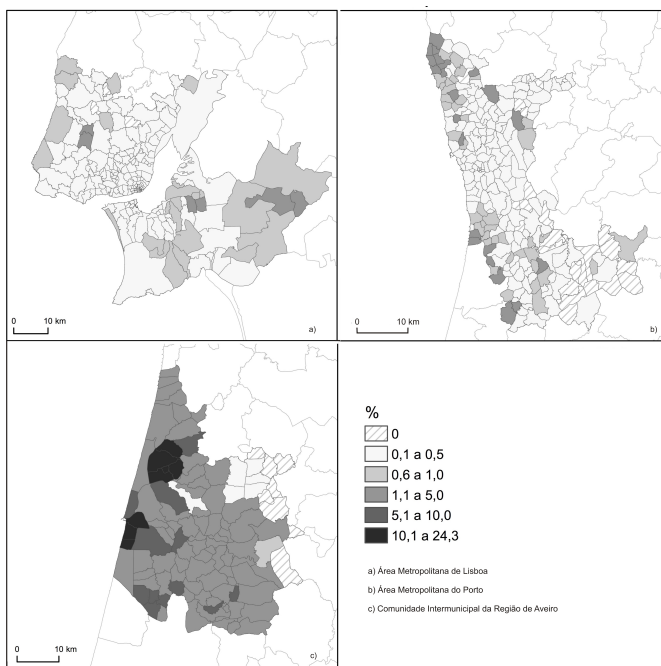 0 10 km
a)
0 10 km
b)
0 10 km
c)
%
0
0,1 a 0,5
0,6 a 1,0
1,1 a 5,0
5,1 a 10,0
10,1 a 24,3
a) Área Metropolitana de Lisboa
b) Área Metropolitana do Porto
c) Comunidade Intermunicipal da Região de Aveiro